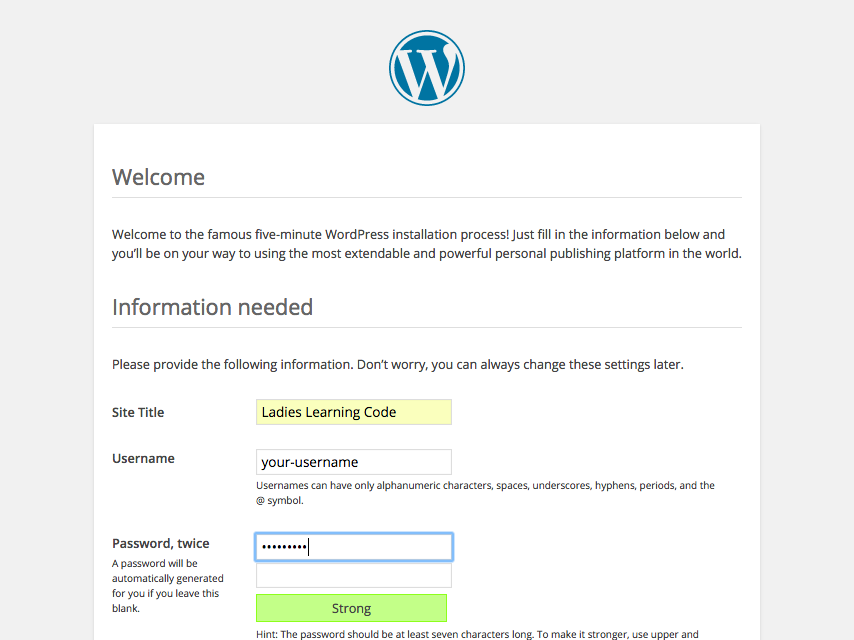 Welcome
Welcome to the famous five-minute WordPress installation process! Just fill in the information below and
you’ll be on your way to using the most extendable and powerful personal publishing platform in the world.
Information needed
Please provide the following information. Don’t worry, you can always change these settings later.
Site Title
Ladies Learning Code
Username
your-username
Usernames can have only alphanumeric characters, spaces, underscores, hyphens, periods, and the
@ symbol.
Password, twice
•••••••••
A password will be
automatically generated
for you if you leave this
blank.
Strong
Hint: The password should be at least seven characters long. To make it stronger, use upper and